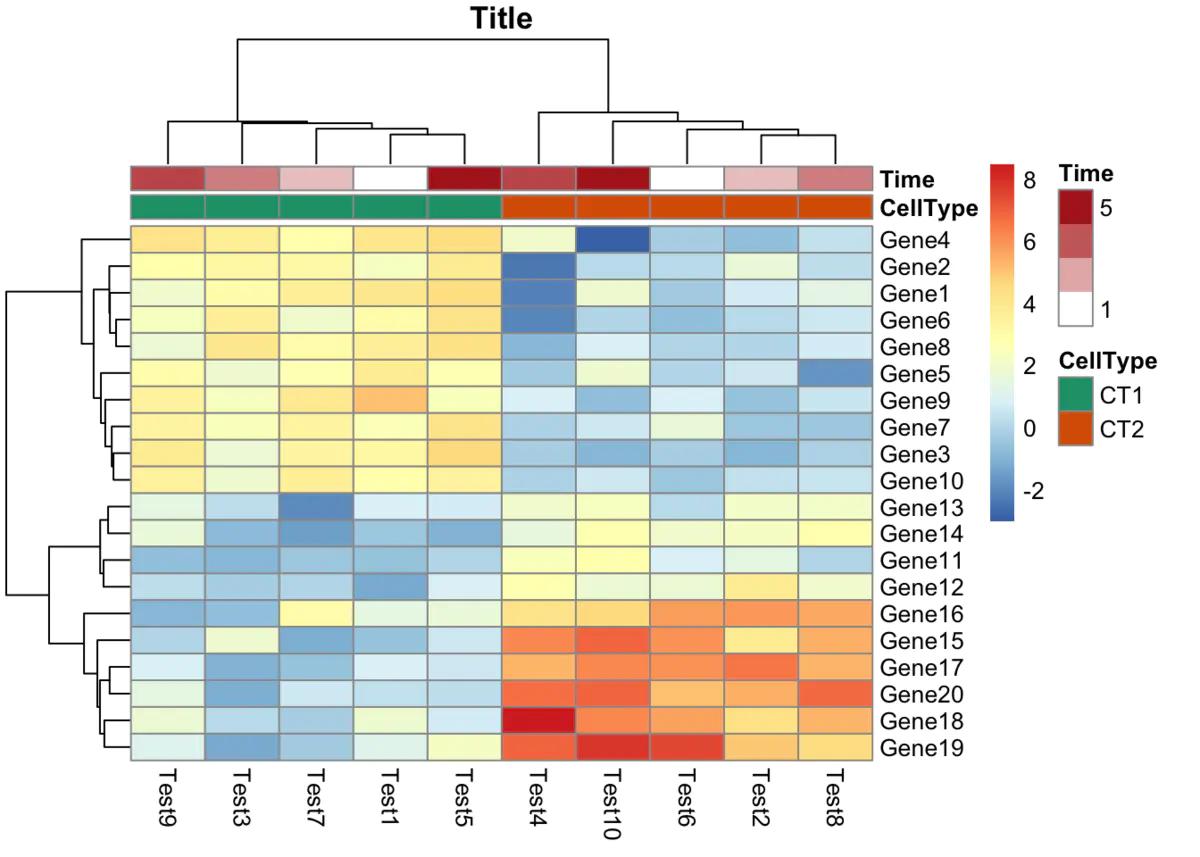 Title
Time
CellType
Gene4
Gene2
Gene1
Gene6
Gene8
Gene5
Gene9
Gene7
Gene3
Gene10
Gene13
Gene14
Gene11
Gene12
Gene16
Gene15
Gene17
Gene20
Gene18
Gene19
Test9
Test3
Test7
Test1
Test5
Test4
Test10
Test6
Test2
Test8
8
6
4
2
0
-2
Time
5
1
CellType
CT1
CT2